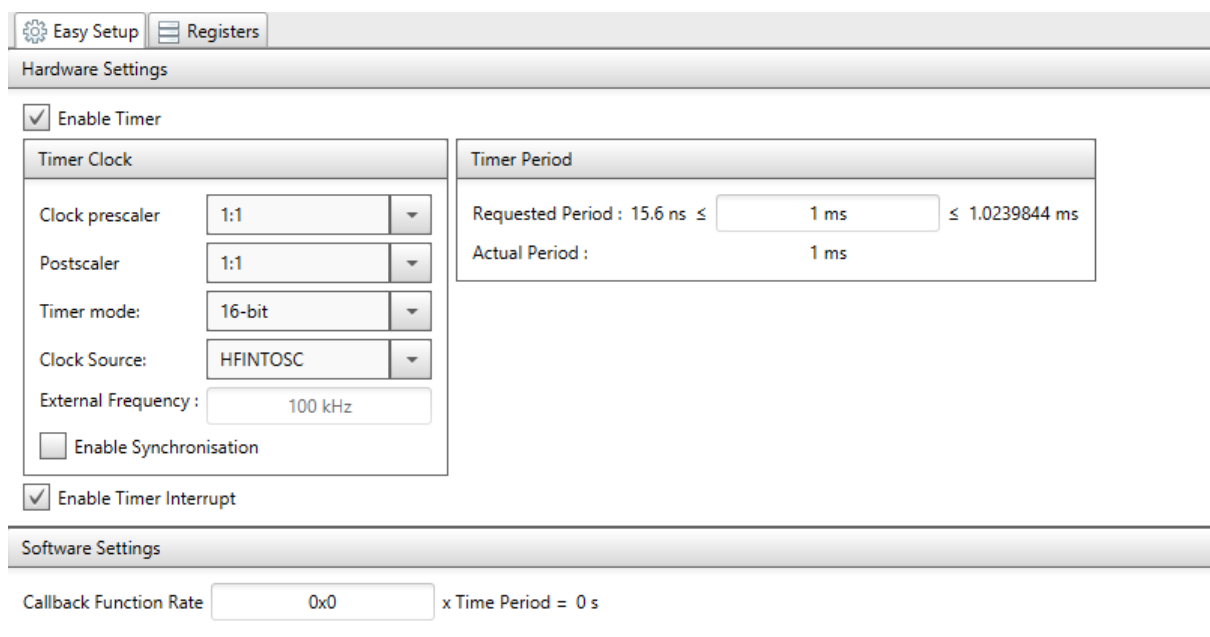 Easy Setup Registers
Hardware Settings
Enable Timer
Timer Clock
Clock prescaler 1:1
Postscaler 1:1
Timer mode: 16-bit
Clock Source: HFINTOSC
External Frequency : 100 kHz
Enable Synchronisation
Timer Period
Requested Period : 15.6 ns ≤ 1 ms ≤ 1.0239844 ms
Actual Period : 1 ms
Enable Timer Interrupt
Software Settings
Callback Function Rate 0x0 x Time Period = 0 s